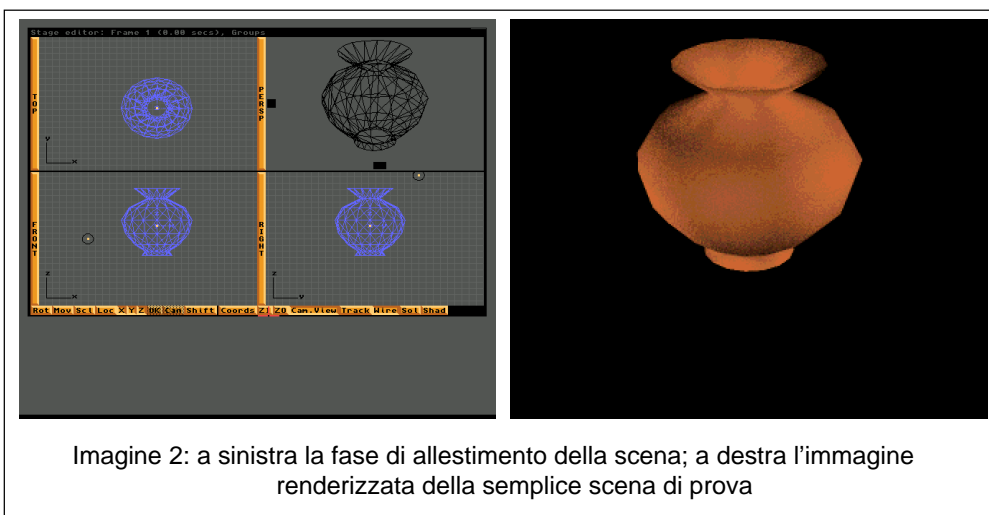 Stage editor: Frame 1 (0.00 secs), Groups
TOP
PERSP
Y
X
FRONT
RIGHT
Z
X
Z
Y
Rot Mov Scl Loc X Y Z OK Can Shift Coords ZI ZO Cam.View Track Wire Sol Shad
Imagine 2: a sinistra la fase di allestimento della scena; a destra l’immagine
renderizzata della semplice scena di prova